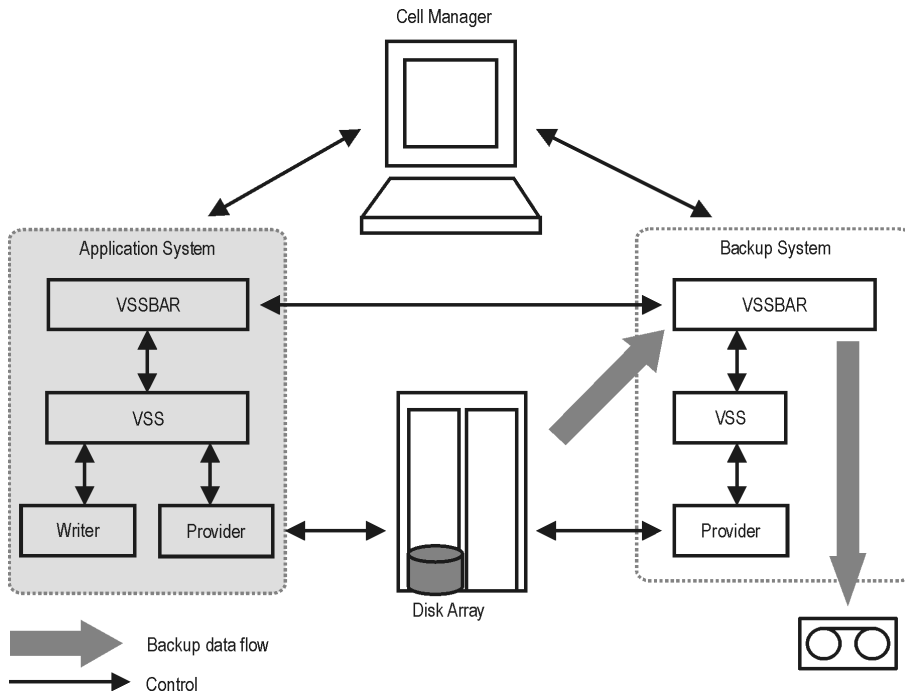 Cell Manager
Application System
Backup System
VSSBAR
VSSBAR
VSS
VSS
Writer
Provider
Provider
Disk Array
Backup data flow
Control